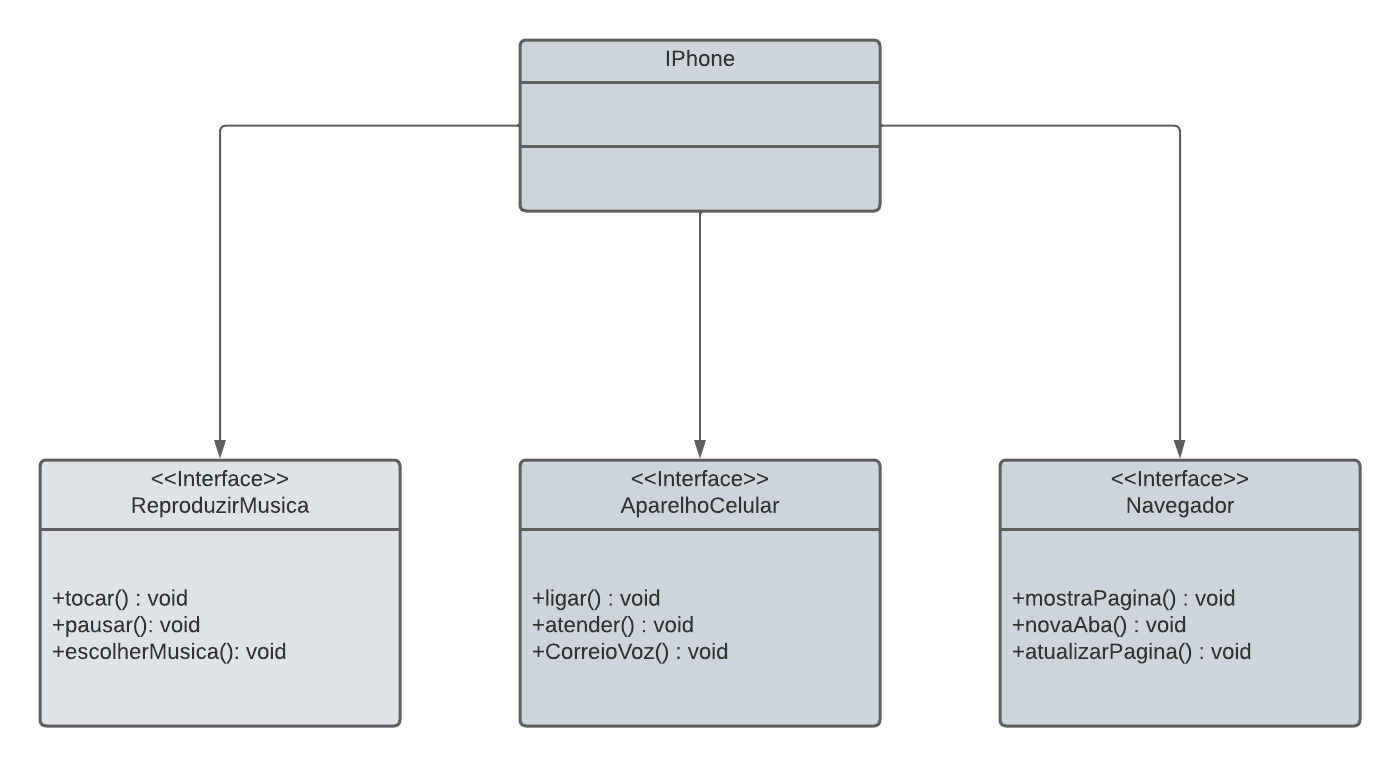 IPhone
<<Interface>>
ReproduzirMusica
+tocar() : void
+pausar(): void
+escolherMusica(): void
<<Interface>>
AparelhoCelular
+ligar() : void
+atender() : void
+CorreioVoz() : void
<<Interface>>
Navegador
+mostraPagina() : void
+novaAba() : void
+atualizarPagina() : void